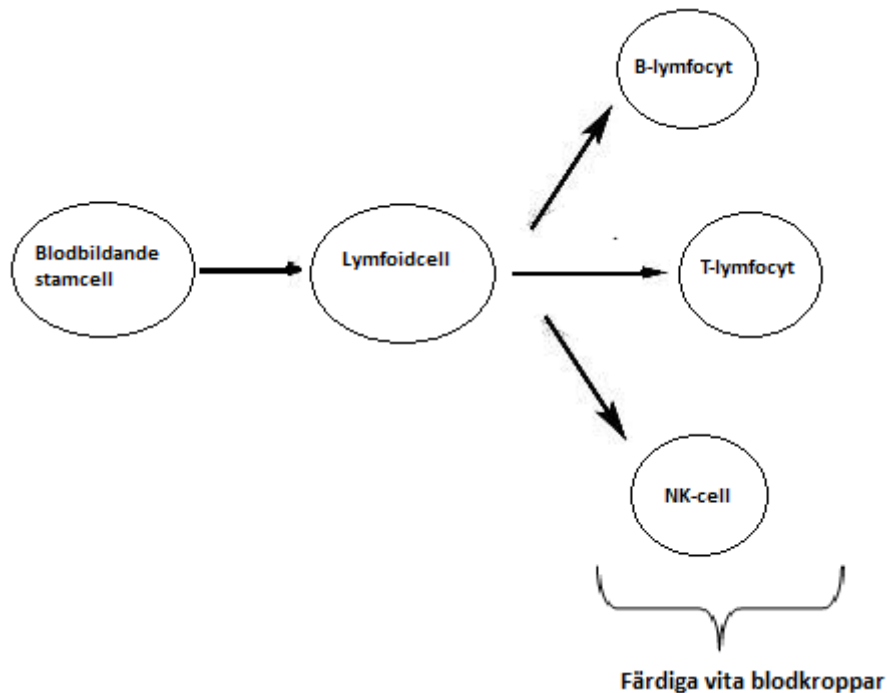 B-lymfocyt
Blodbildande
stamcell
Lymfoidcell
T-lymfocyt
NK-cell
Färdiga vita blodkroppar